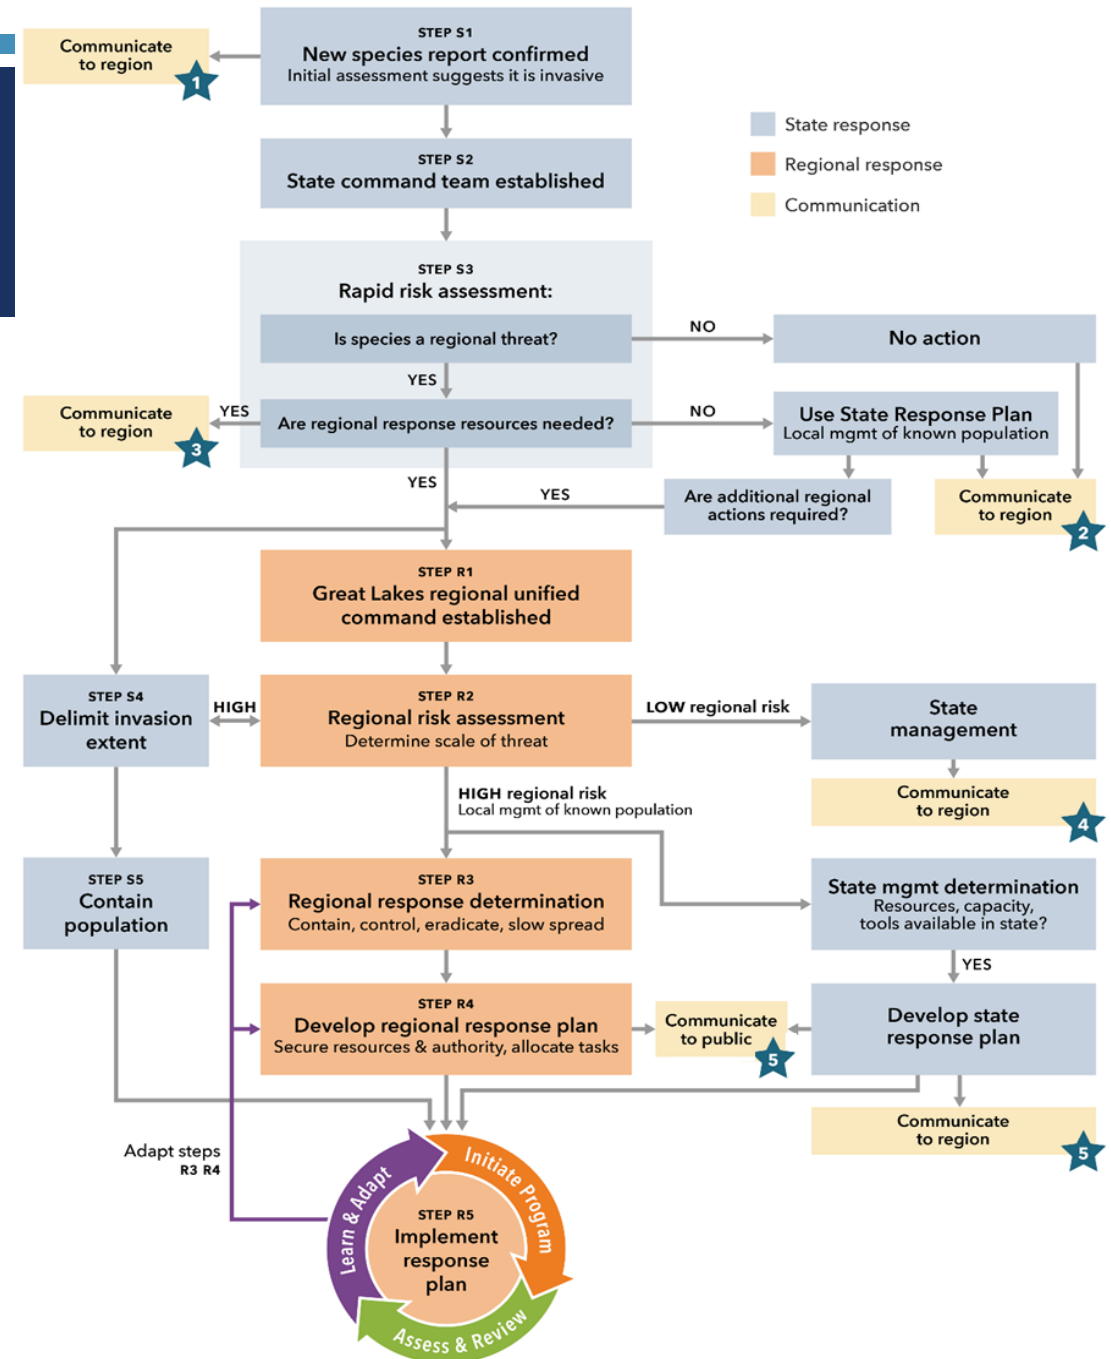 STEP S1
New species report confirmed
Initial assessment suggests it is invasive
Communicate
to region
1
State response
Regional response
Communication
STEP S2
State command team established
STEP S3
Rapid risk assessment:
Is species a regional threat?
NO
No action
YES
Communicate
to region
3
YES
Are regional response resources needed?
NO
Use State Response Plan
Local mgmt of known population
YES
YES
Are additional regional
actions required?
Communicate
to region
2
STEP R1
Great Lakes regional unified
command established
STEP S4
Delimit invasion
extent
HIGH
STEP R2
Regional risk assessment
Determine scale of threat
LOW regional risk
State
management
HIGH regional risk
Local mgmt of known population
Communicate
to region
4
STEP S5
Contain
population
STEP R3
Regional response determination
Contain, control, eradicate, slow spread
State mgmt determination
Resources, capacity,
tools available in state?
YES
STEP R4
Develop regional response plan
Secure resources & authority, allocate tasks
Communicate
to public
5
Develop state
response plan
Communicate
to region
5
Adapt steps
R3 R4
Learn & Adapt
Initiate Program
STEP R5
Implement
response
plan
Assess & Review